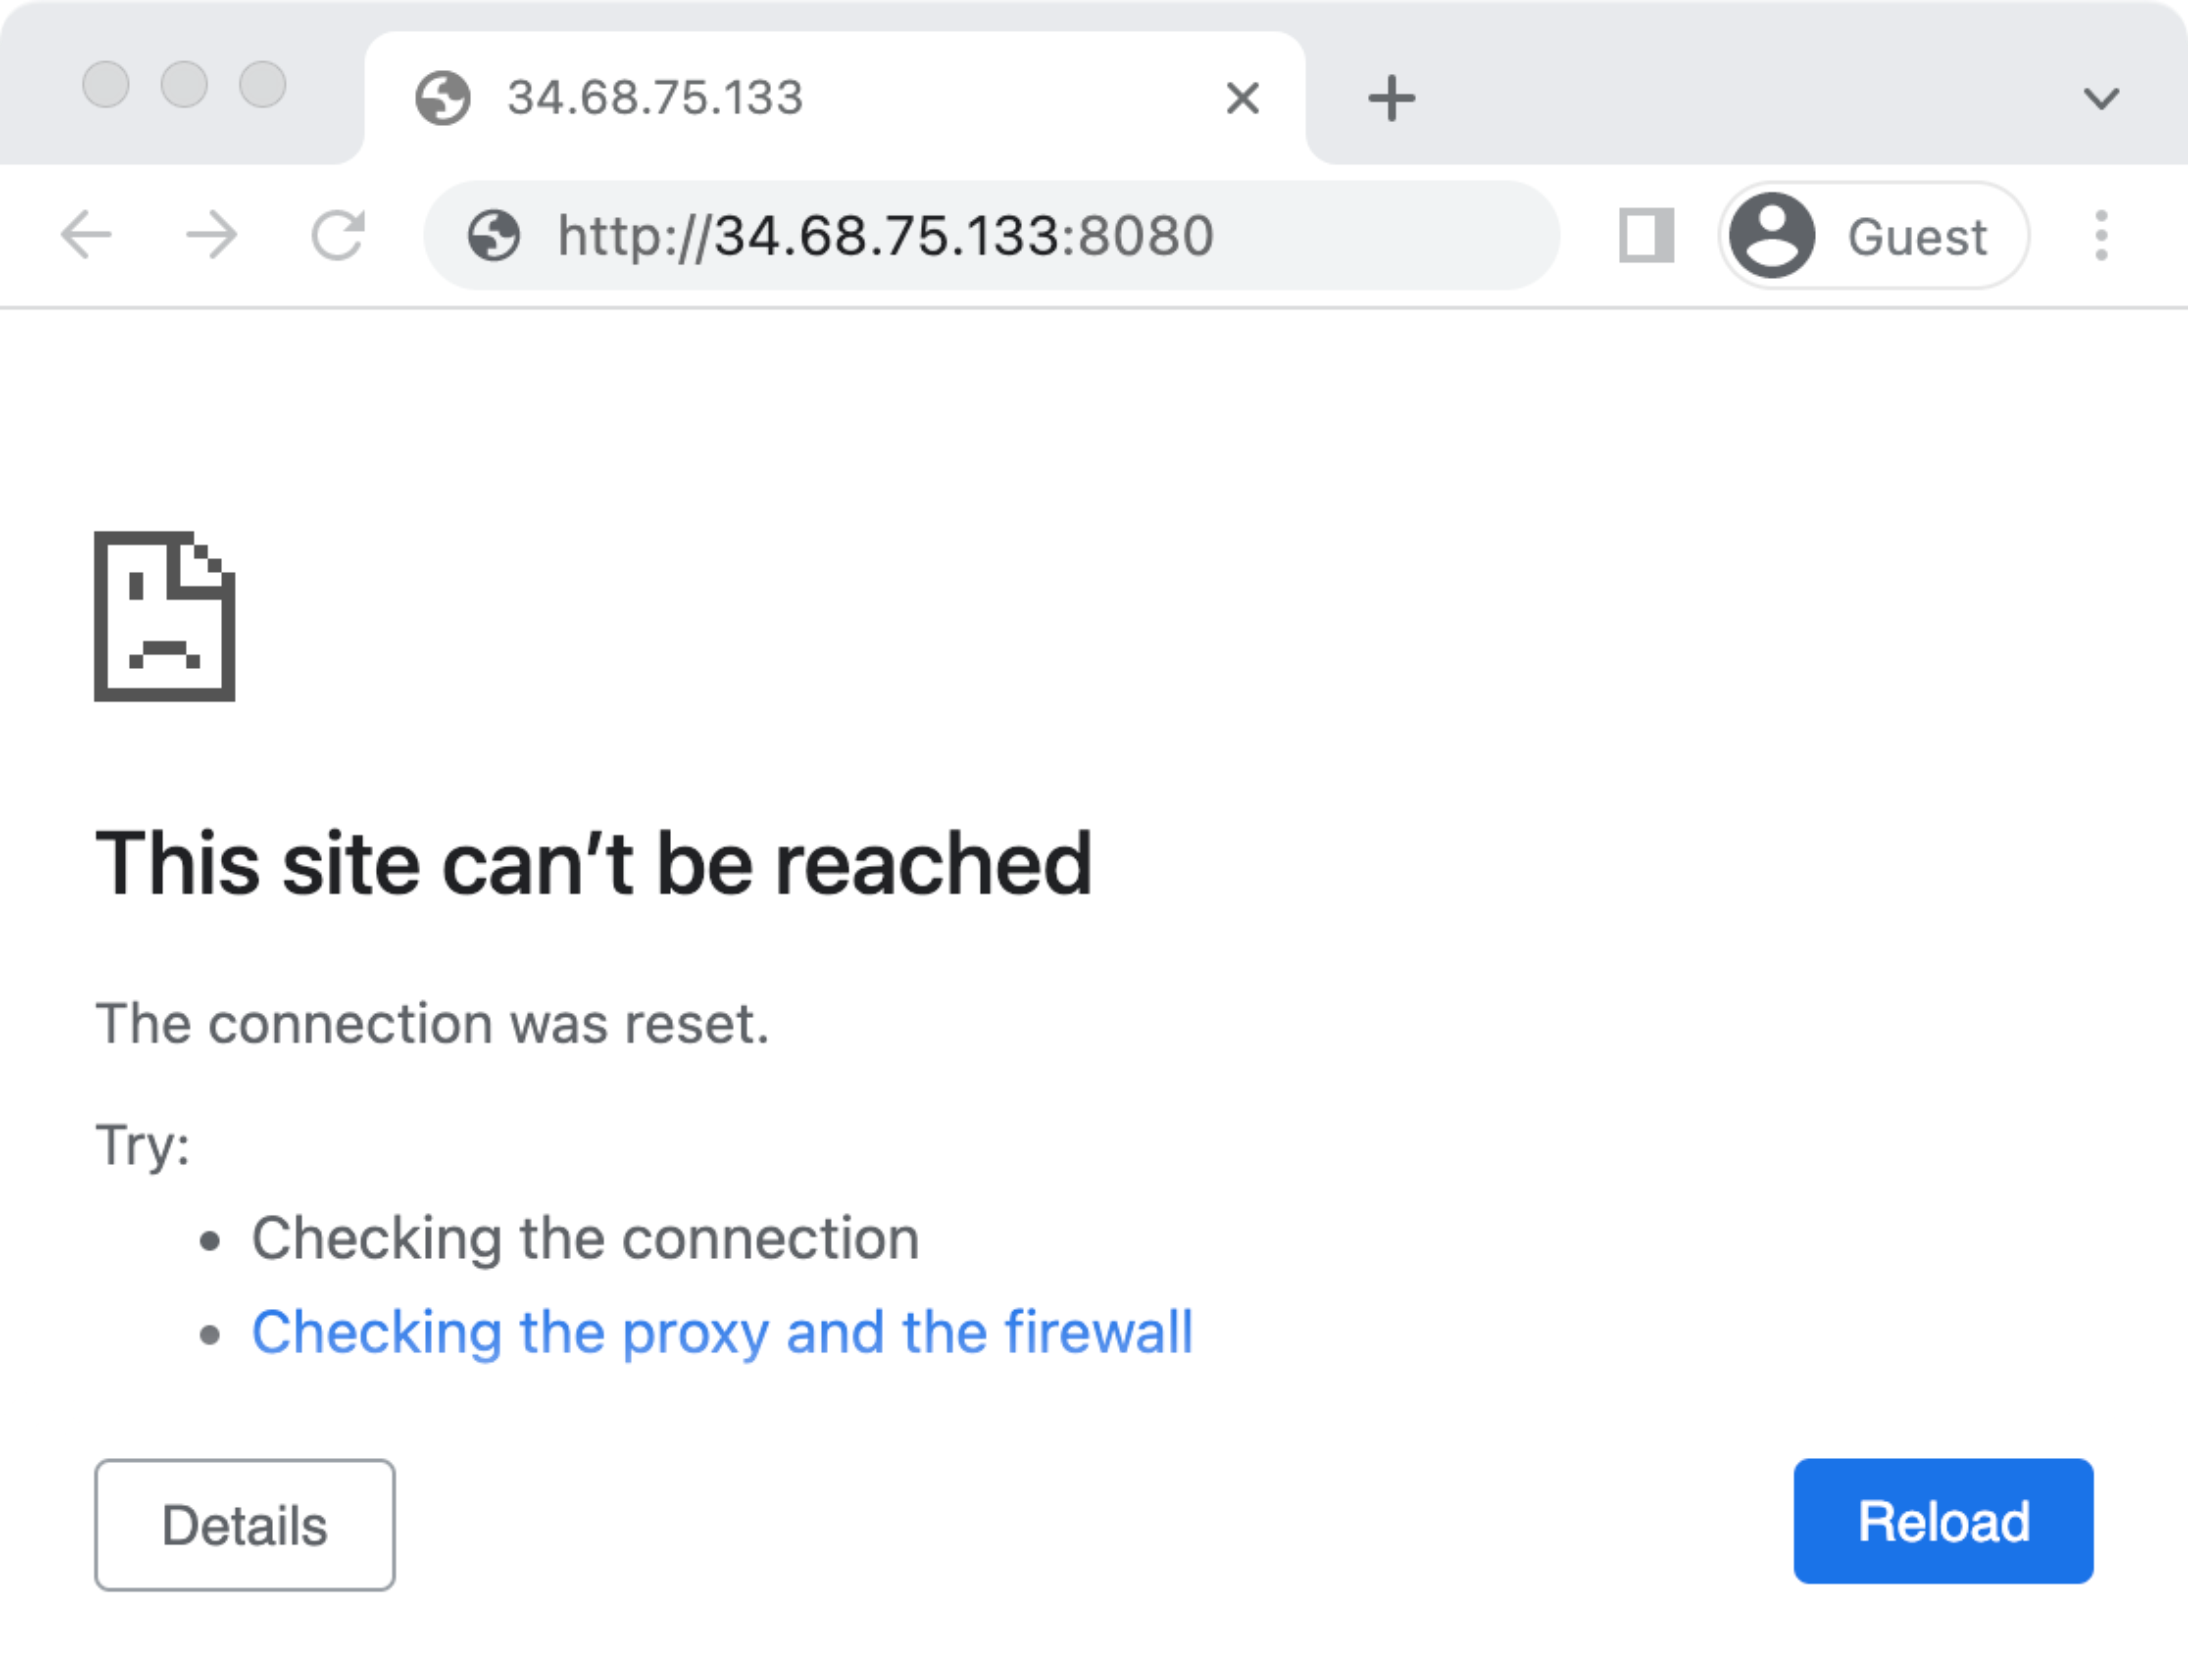 34.68.75.133
http://34.68.75.133:8080
Guest
This site can’t be reached
The connection was reset.
Try:
• Checking the connection
• Checking the proxy and the firewall
Details
Reload